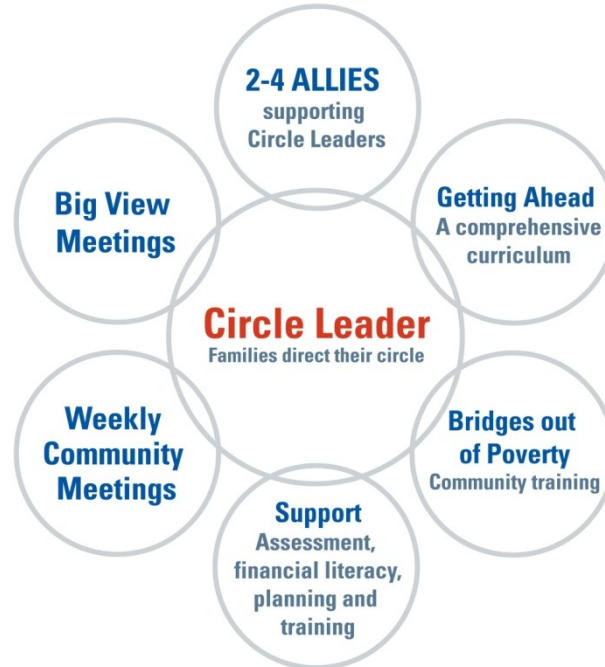 2-4 ALLIES
supporting
Circle Leaders
Getting Ahead
A comprehensive
curriculum
Bridges out
of Poverty
Community training
Support
Assessment,
financial literacy,
planning and
training
Weekly
Community
Meetings
Big View
Meetings
Circle Leader
Families direct their circle